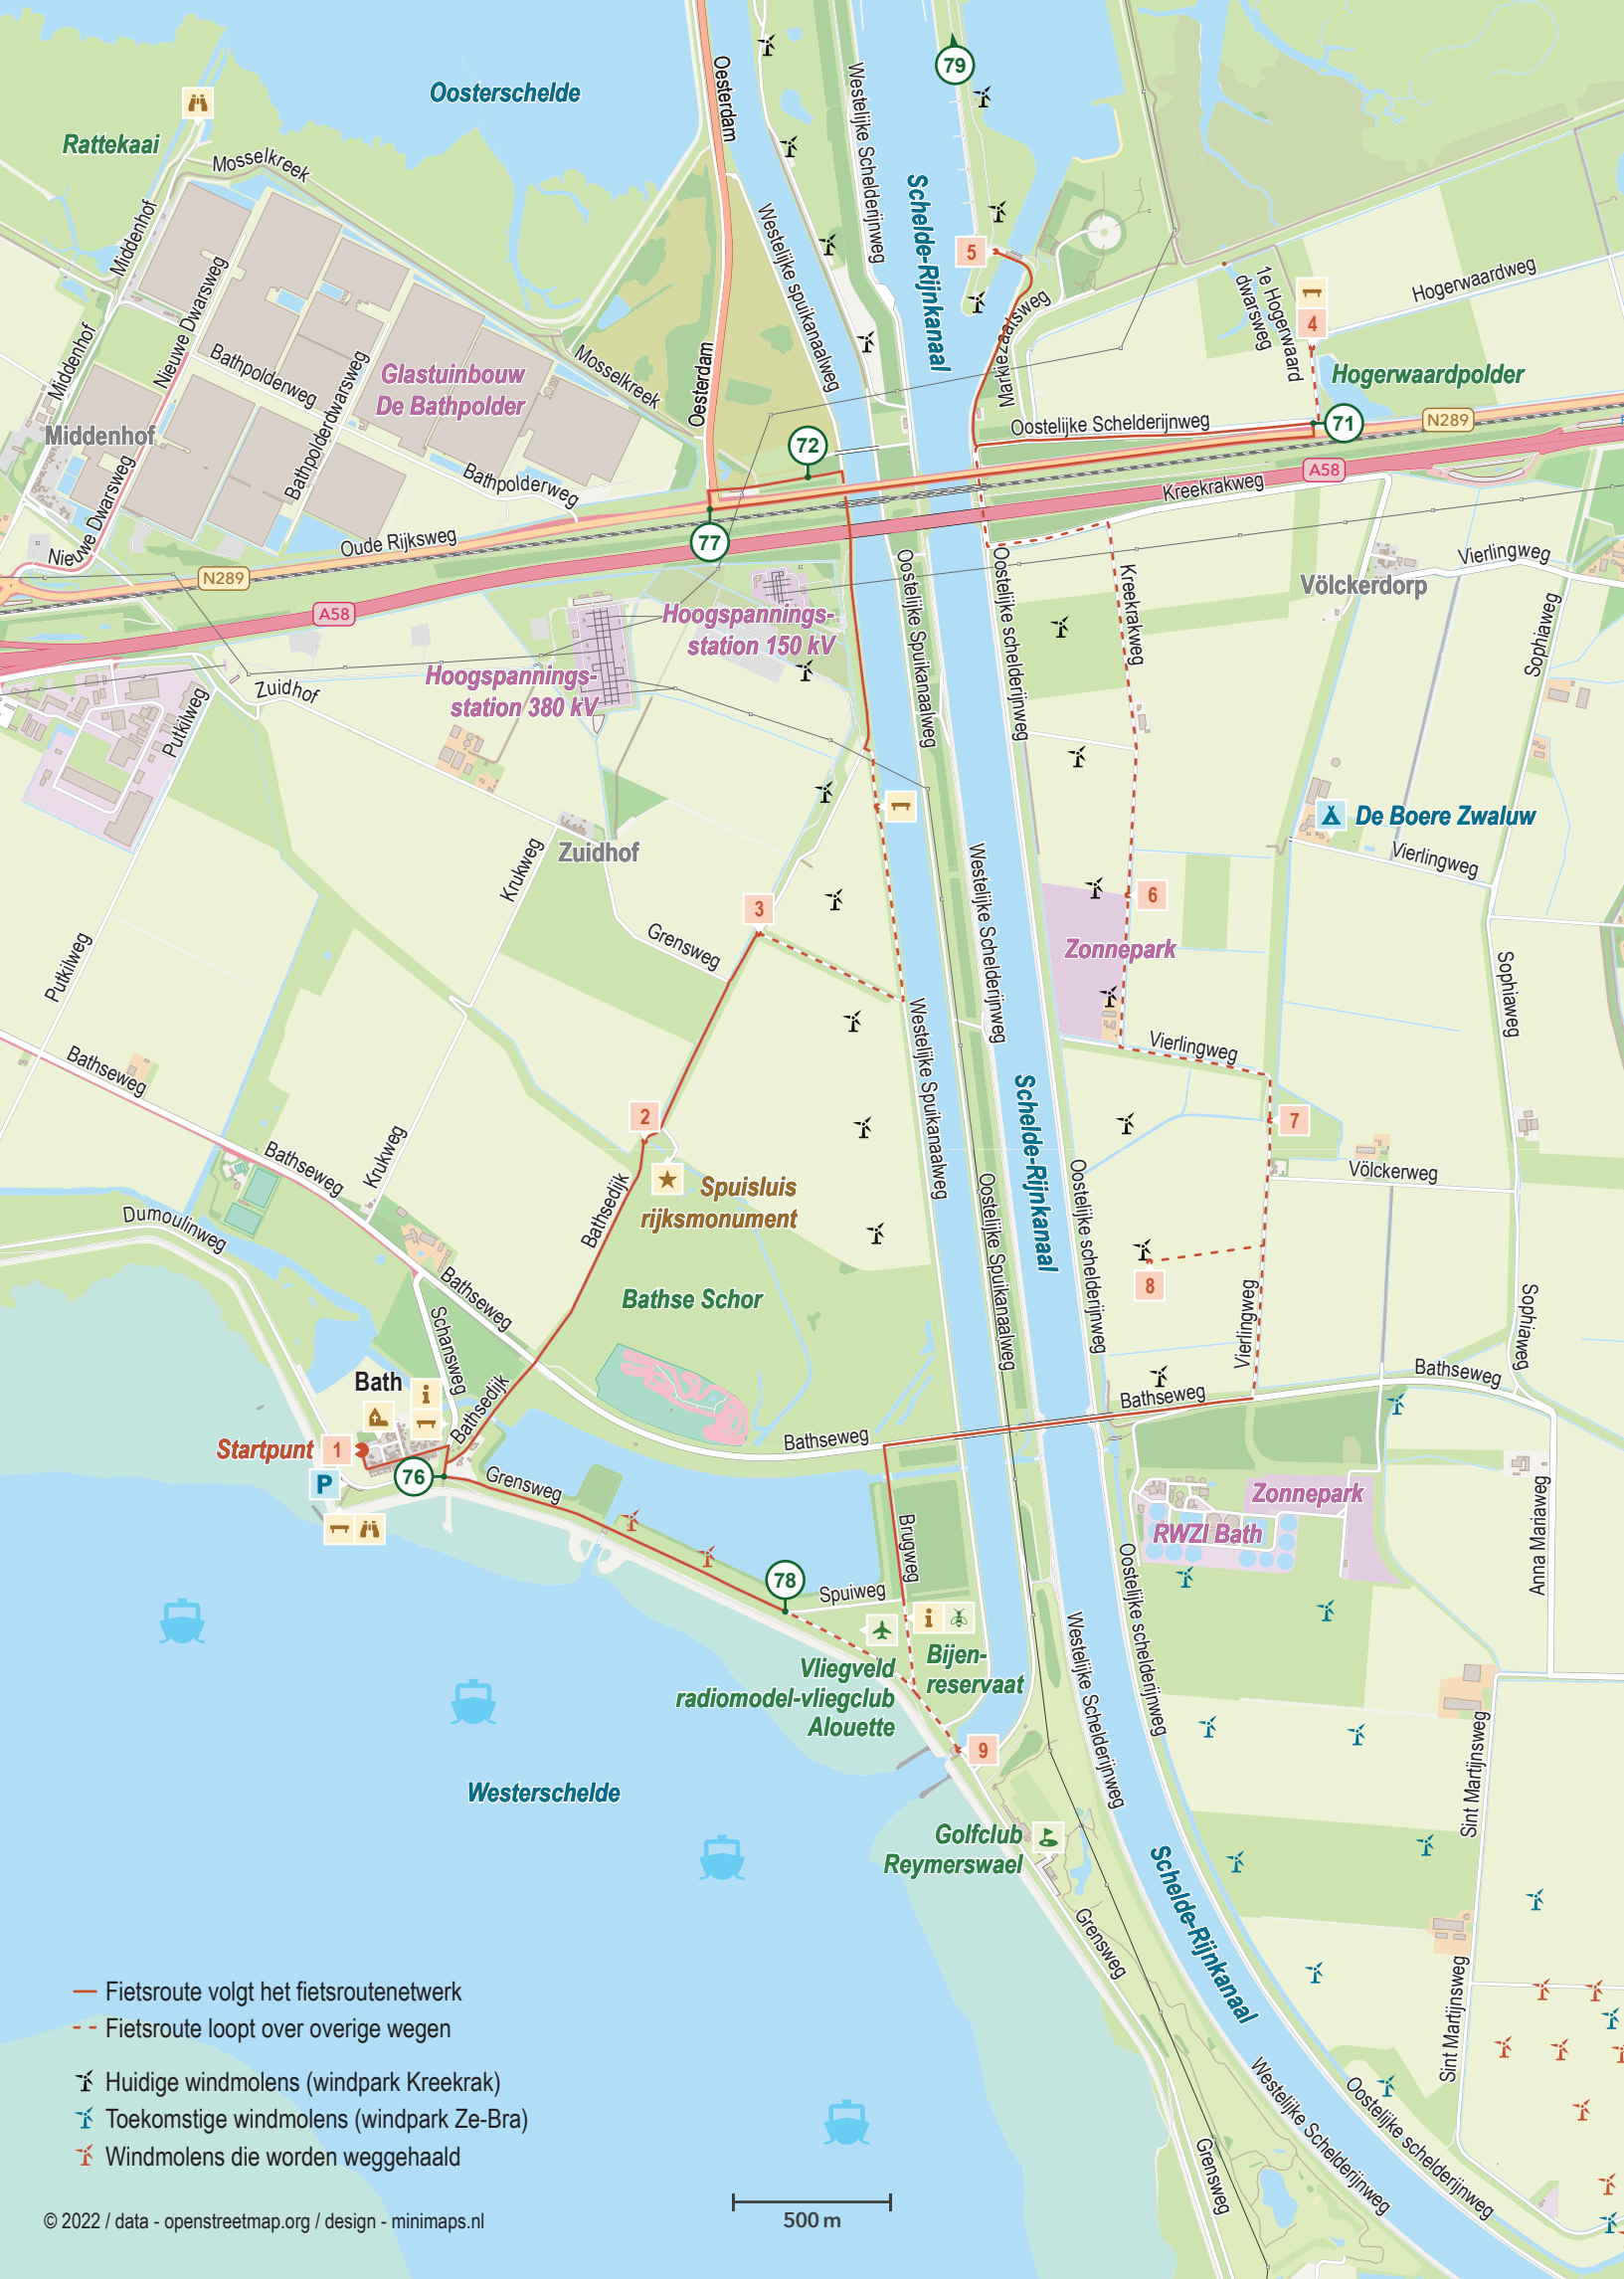 79
Oosterschelde
Rattekaai
Mosselkreek
Middenhof
Oesterdam
Westelijke Schelderijnweg
Schelde-Rijnkanaal
Westelijke spuikanaalweg
5
Markiezaatsweg
1e Hogerwaard
dwarsweg
4
Hogerwaardweg
Hogerwaardpolder
Nieuwe Dwarsweg
Middenhof
Bathpolderweg
Bathpolderdwarsweg
Glastuinbouw
De Bathpolder
Mosselkreek
Oesterdam
Middenhof
Nieuwe Dwarsweg
Bathpolderweg
72
Oostelijke Schelderijnweg
71
N289
A58
Kreekrakweg
Nieuwe Dwarsweg
Oude Rijksweg
77
N289
A58
Hoogspannings-
station 150 kV
Hoogspannings-
station 380 kV
Oostelijke Spuikanaalweg
Oostelijke schelderijnweg
Kreekrakweg
Völckerdorp
Vierlingweg
Sophiaweg
Zuidhof
Putkilweg
De Boere Zwaluw
Vierlingweg
Zuidhof
Krukweg
Westelijke Schelderijnweg
3
6
Grensweg
Zonnepark
Putkilweg
Sophiaweg
Westelijke Spuikanaalweg
Vierlingweg
Bathseweg
2
7
Schelde-Rijnkanaal
Krukweg
Bathseweg
Spuisluis
rijksmonument
Bathsedijk
Oostelijke Spuikanaalweg
Oostelijke schelderijnweg
Völckerweg
Dumoulinweg
8
Bathse Schor
Bathseweg
Schansweg
Vierlingweg
Sophiaweg
Bath
Bathsedijk
Bathseweg
Bathseweg
Bathseweg
Startpunt
1
P
76
Grensweg
Zonnepark
RWZI Bath
Anna Mariaweg
Brugweg
78
Spuiweg
Oostelijke schelderijnweg
Westelijke Schelderijnweg
Bijen-
reservaat
Vliegveld
radiomodel-vliegclub
Alouette
9
Sint Martijnsweg
Westerschelde
Golfclub
Reymerswael
Schelde-Rijnkanaal
Grensweg
Sint Martijnsweg
Fietsroute volgt het fietsroutenetwerk
Fietsroute loopt over overige wegen
Huidige windmolens (windpark Kreekrak)
Toekomstige windmolens (windpark Ze-Bra)
Windmolens die worden weggehaald
Westelijke Schelderijnweg
Oostelijke schelderijnweg
Grensweg
© 2022 / data - openstreetmap.org / design - minimaps.nl
500 m